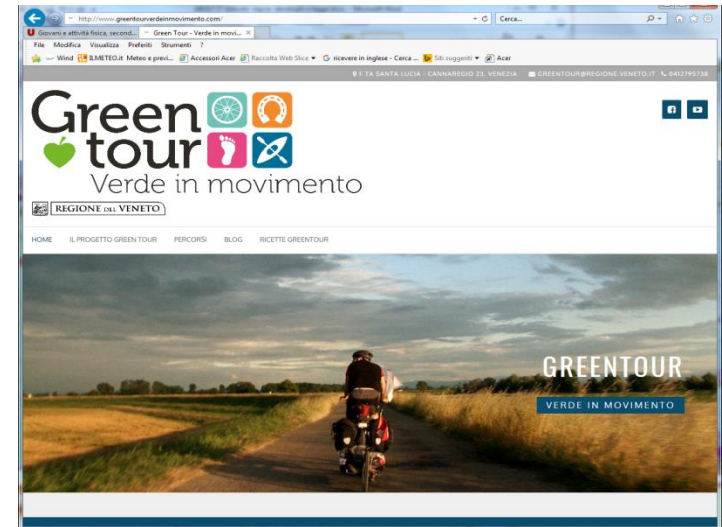 http://www.greentourverdeinmovimento.com/
Cerca...
Giovani e attività fisica, second...
Green Tour - Verde in movi...
File Modifica Visualizza Preferiti Strumenti ?
Wind ILMETEO.it Meteo e previ... Accessori Acer Raccolta Web Slice ricevere in inglese - Cerca ... Siti suggeriti Acer
F.TA SANTA LUCIA - CANNAREGIO 23, VENEZIA GREENTOUR@REGIONE.VENETO.IT 0412795738
Green
tour
Verde in movimento
REGIONE DEL VENETO
HOME IL PROGETTO GREEN TOUR PERCORSI BLOG RICETTE GREENTOUR
GREENTOUR
VERDE IN MOVIMENTO